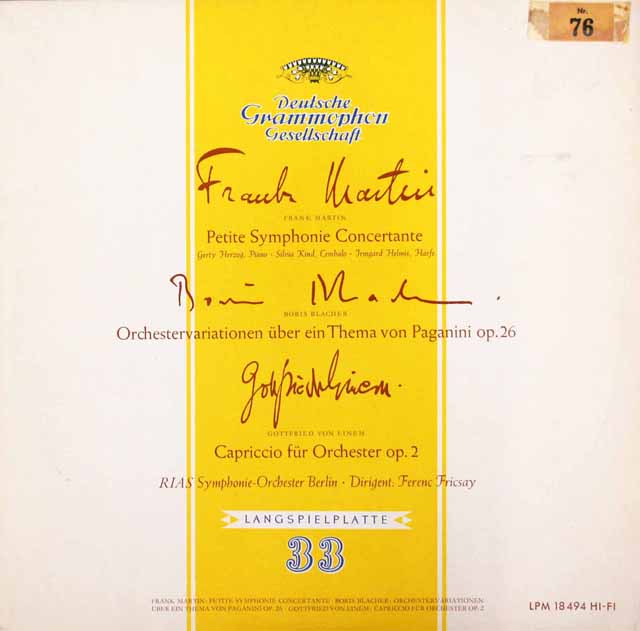 Nr.
76
Deutsche
Grammophon
Gesellschaft
Frank Martin
FRANK MARTIN
Petite Symphonie Concertante
Gerty Herzog, Piano · Silvia Kind, Cembalo · Irmgard Helmis, Harfe
Boris Blacher
BORIS BLACHER
Orchestervariationen über ein Thema von Paganini op. 26
Gottfried Einem
GOTTFRIED VON EINEM
Capriccio für Orchester op. 2
RIAS Symphonie-Orchester Berlin · Dirigent: Ferenc Fricsay
LANGSPIELPLATTE
33
FRANK MARTIN · PETITE SYMPHONIE CONCERTANTE · BORIS BLACHER · ORCHESTERVARIATIONEN
ÜBER EIN THEMA VON PAGANINI OP. 26 · GOTTFRIED VON EINEM: CAPRICCIO FÜR ORCHESTER OP. 2
LPM 18 494 HI-FI